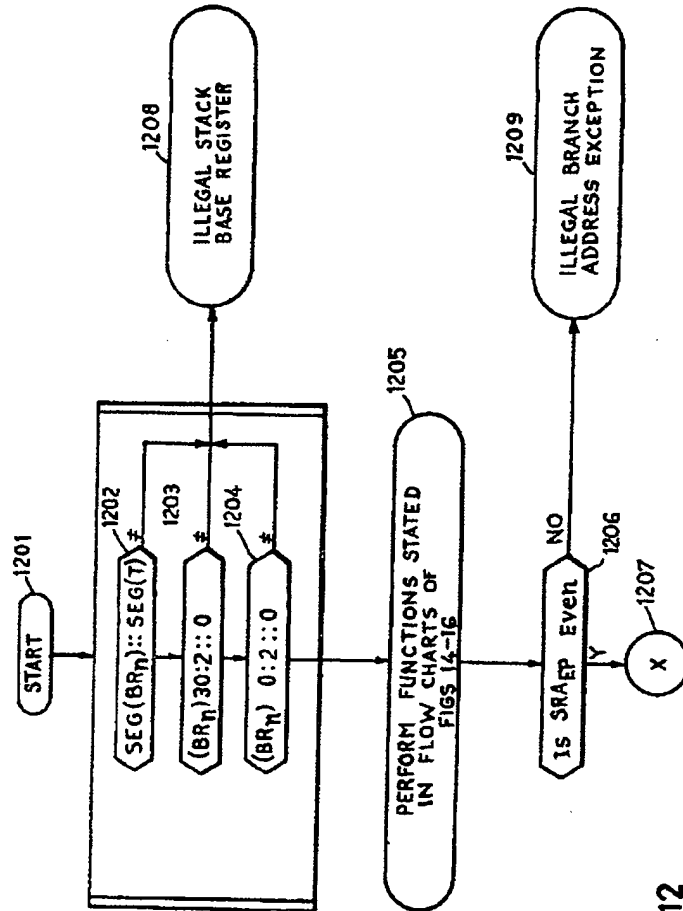 1201
START
1202
SEG(BRn)::SEG(T)
≠
1203
(BRn)30:2::0
≠
1204
(BRn) 0:2::0
≠
1208
ILLEGAL STACK
BASE REGISTER
1205
PERFORM FUNCTIONS STATED
IN FLOW CHARTS OF
FIGS 14-16
Is SRAEP Even
NO
1206
Y
1207
X
1209
ILLEGAL BRANCH
ADDRESS EXCEPTION
12